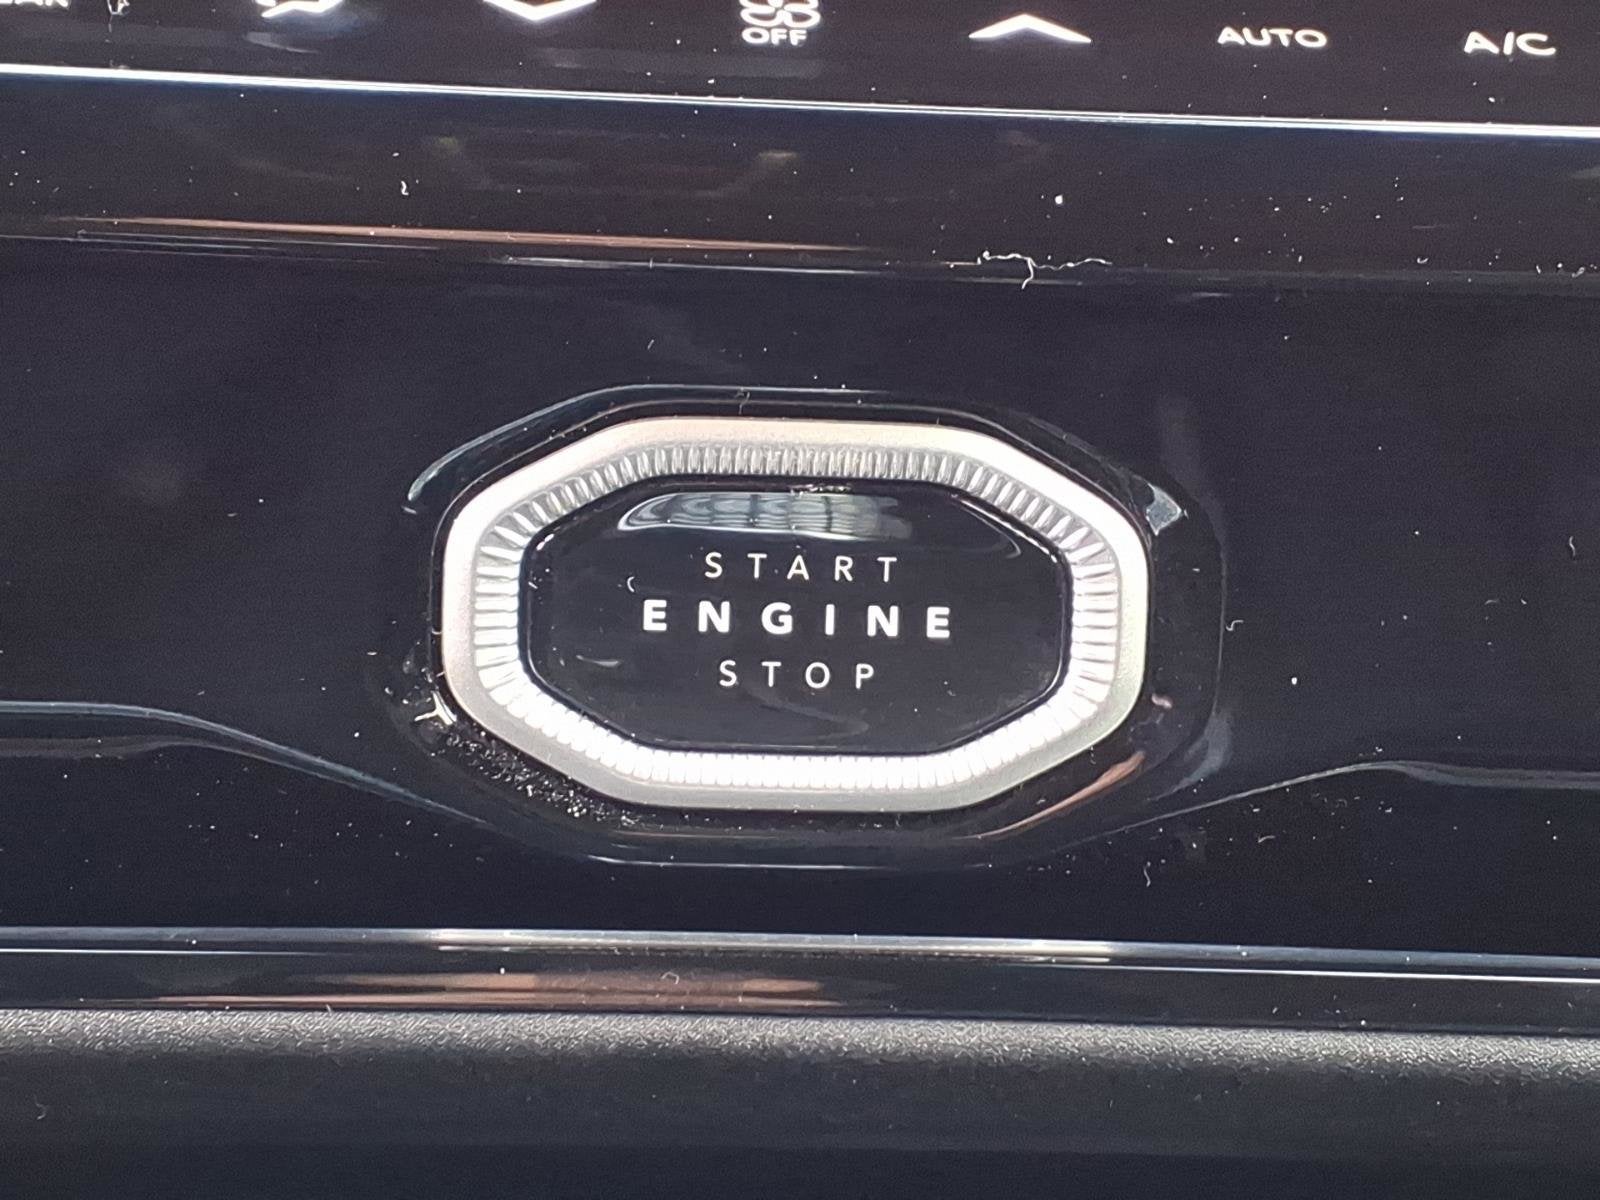 OFF
AUTO
A/C
START
ENGINE
STOP